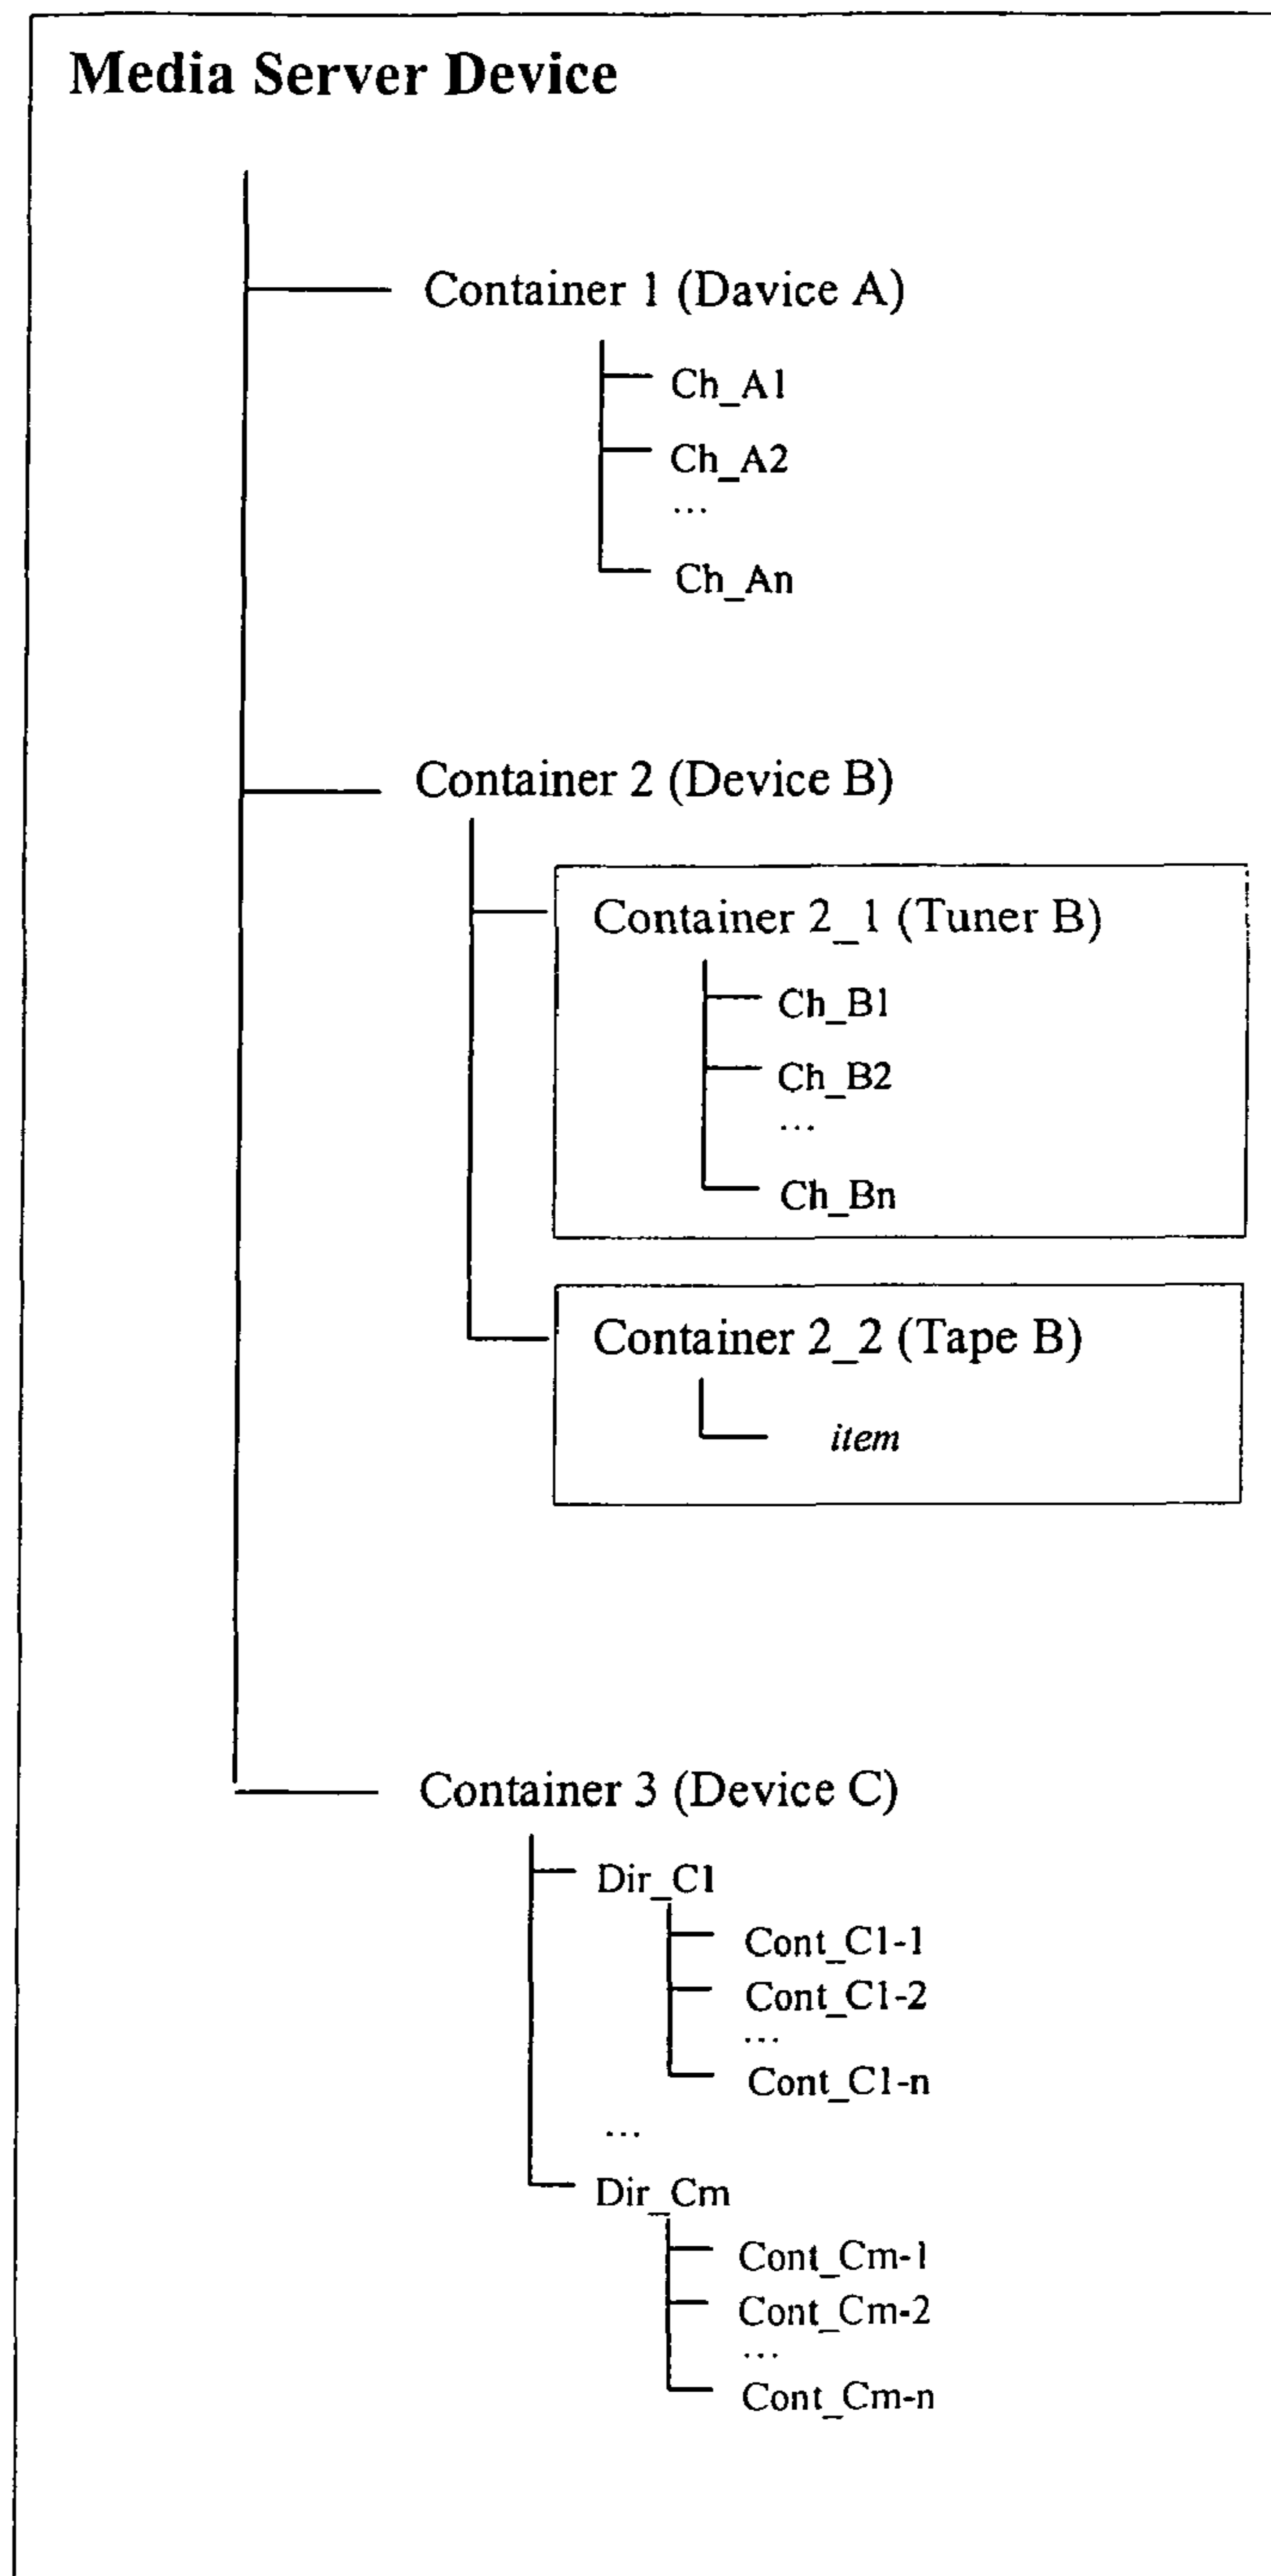 Media Server Device
Container 1 (Davice A)
Ch_A1
Ch_A2
...
Ch_An
Container 2 (Device B)
Container 2_1 (Tuner B)
Ch_B1
Ch_B2
...
Ch_Bn
Container 2_2 (Tape B)
item
Container 3 (Device C)
Dir_C1
Cont_C1-1
Cont_C1-2
...
Cont_C1-n
...
Dir_Cm
Cont_Cm-1
Cont_Cm-2
...
Cont_Cm-n